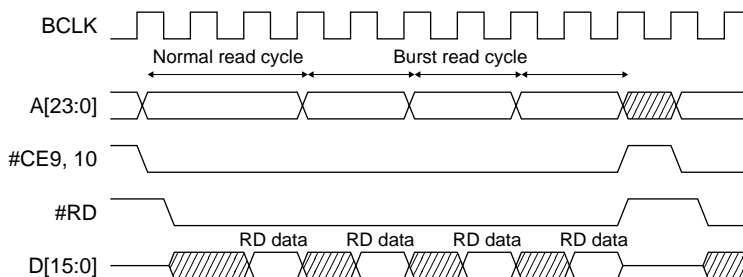 BCLK
Normal read cycle Burst read cycle
A[23:0]
#CE9, 10
#RD
RD data RD data RD data RD data
D[15:0]